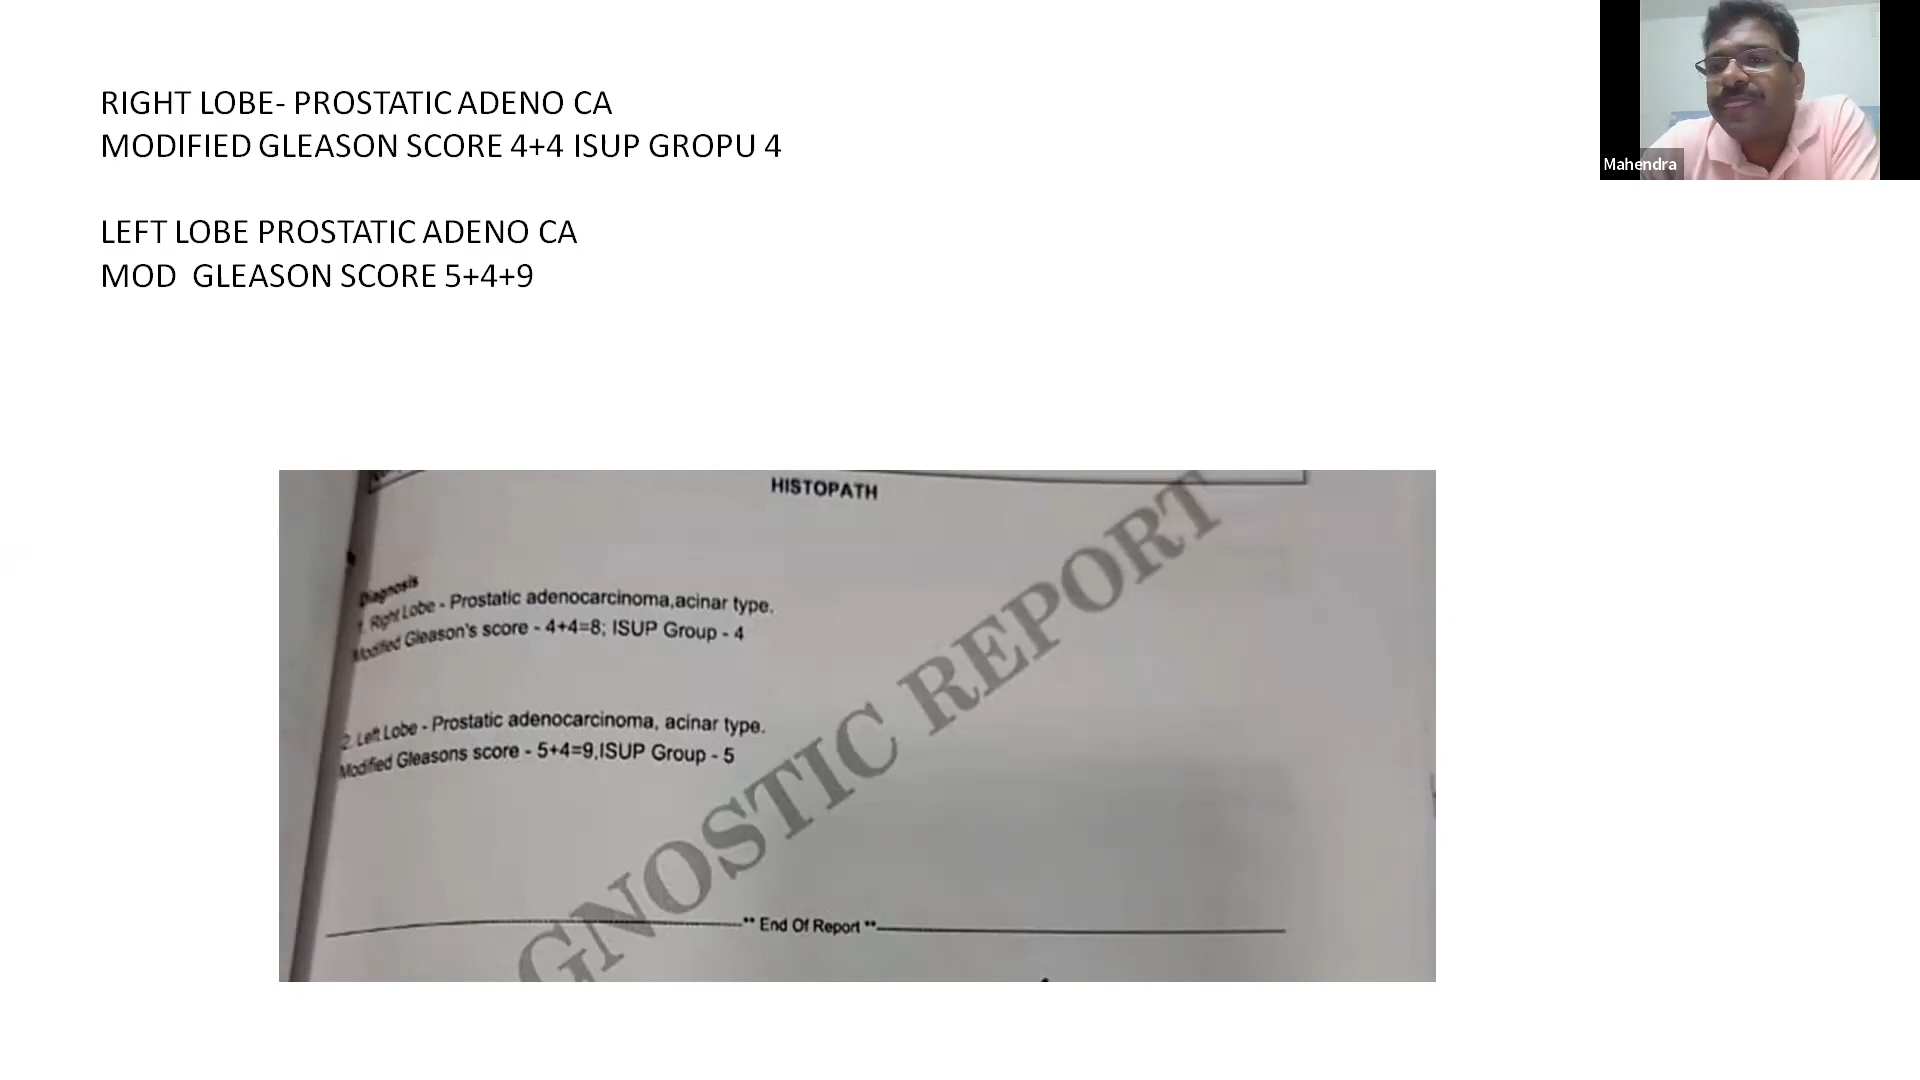 RIGHT LOBE- PROSTATIC ADENO CA
MODIFIED GLEASON SCORE 4+4 ISUP GROPU 4
LEFT LOBE PROSTATIC ADENO CA
MOD GLEASON SCORE 5+4+9
Mahendra
HISTOPATH
Diagnosis
1. Right Lobe - Prostatic adenocarcinoma,acinar type.
Modified Gleason's score - 4+4=8; ISUP Group - 4
2. Left Lobe - Prostatic adenocarcinoma, acinar type.
Modified Gleasons score - 5+4=9,ISUP Group - 5
GNOSTIC REPORT
** End Of Report **